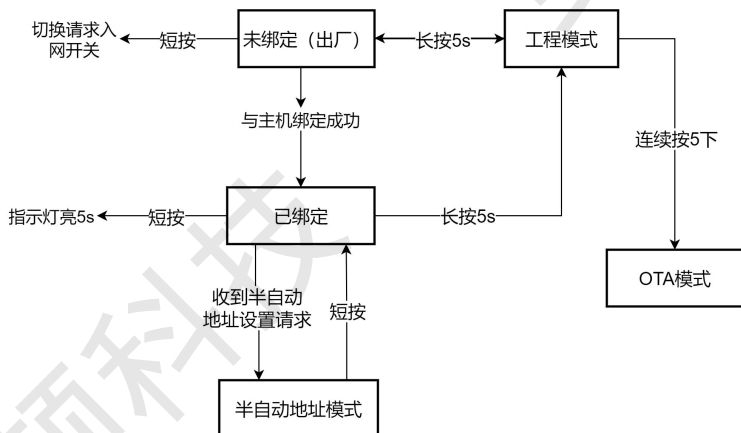 切换请求入
网开关
短按
未绑定（出厂）
长按5s
工程模式
与主机绑定成功
连续按5下
指示灯亮5s
短按
已绑定
长按5s
OTA模式
收到半自动
地址设置请求
短按
半自动地址模式
科技